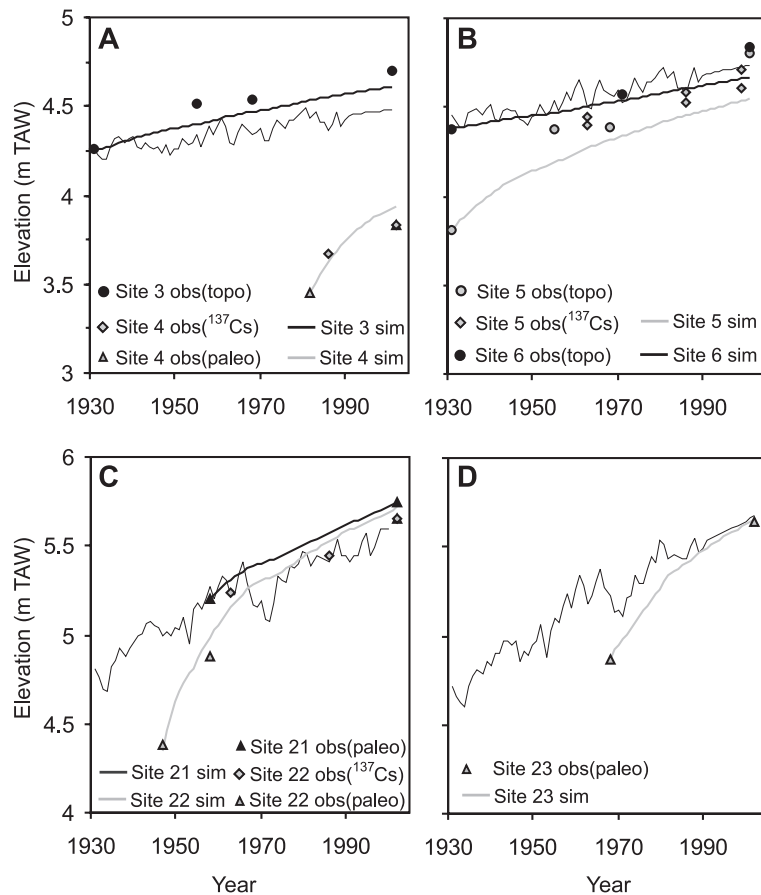 A
B
5
4.5
4
3.5
3
Elevation (m TAW)
Site 3 obs(topo)
Site 4 obs(¹³⁷Cs)
Site 4 obs(paleo)
Site 3 sim
Site 4 sim
1930
1950
1970
1990
Site 5 obs(topo)
Site 5 obs(¹³⁷Cs)
Site 6 obs(topo)
Site 5 sim
Site 6 sim
1930
1950
1970
1990
C
D
6
5.5
5
4.5
4
Elevation (m TAW)
Site 21 sim
Site 22 sim
Site 21 obs(paleo)
Site 22 obs(¹³⁷Cs)
Site 22 obs(paleo)
1930
1950
1970
1990
Year
Site 23 obs(paleo)
Site 23 sim
1930
1950
1970
1990
Year